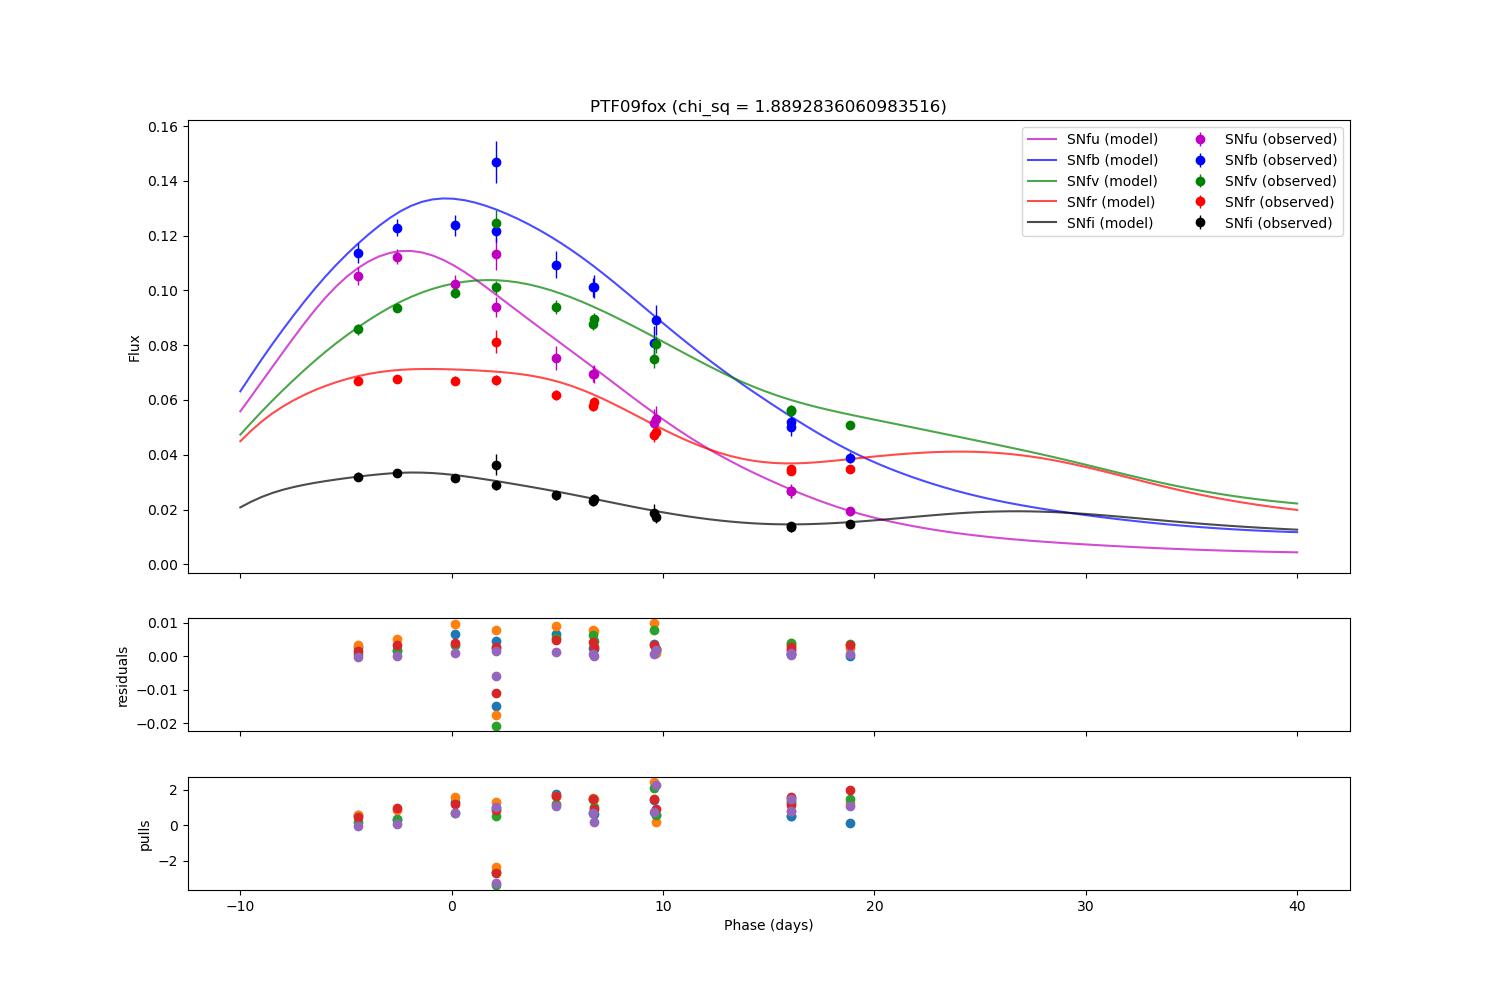 PTF09fox (chi_sq = 1.8892836060983516)
0.16
0.14
0.12
0.10
0.08
0.06
0.04
0.02
0.00
Flux
SNfu (model)
SNfb (model)
SNfv (model)
SNfr (model)
SNfi (model)
SNfu (observed)
SNfb (observed)
SNfv (observed)
SNfr (observed)
SNfi (observed)
0.01
0.00
−0.01
−0.02
residuals
2
0
−2
pulls
−10
0
10
20
30
40
Phase (days)